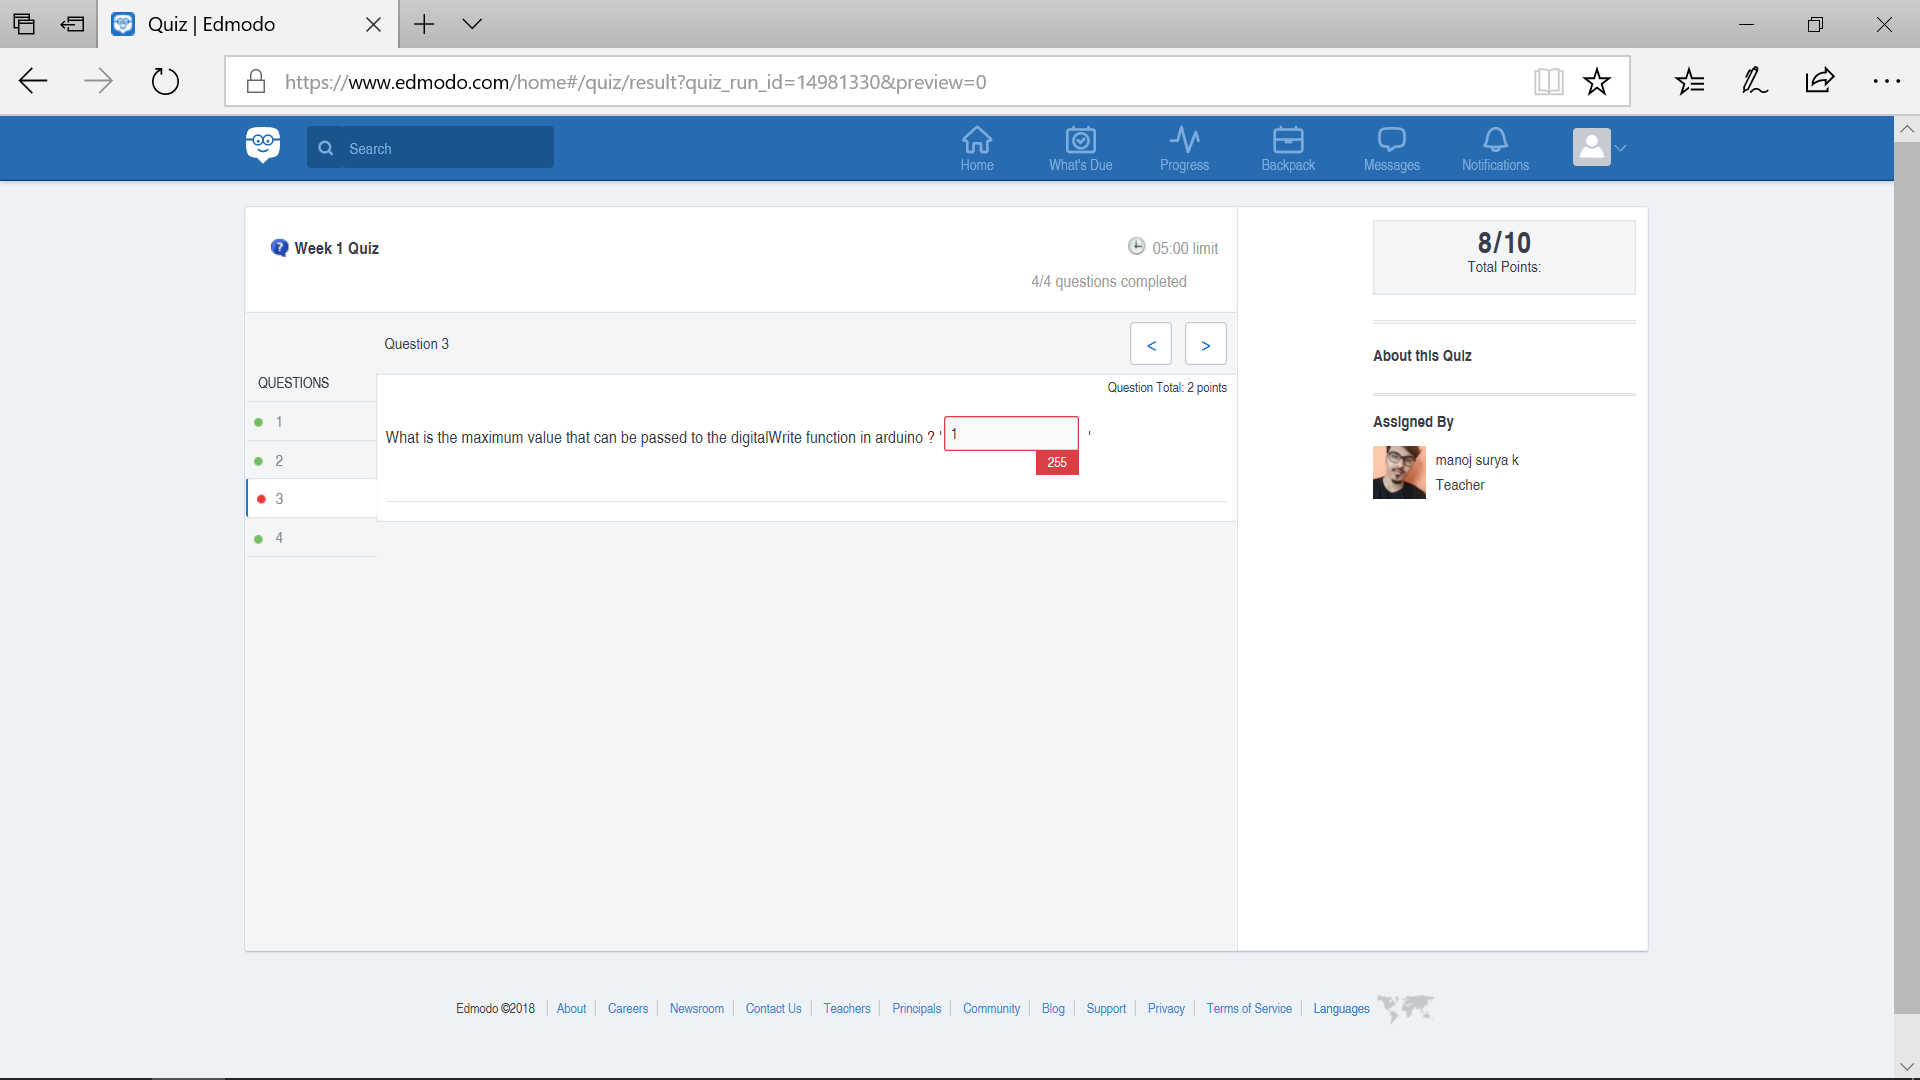 Quiz | Edmodo
https://www.edmodo.com/home#/quiz/result?quiz_run_id=14981330&preview=0
Search
Home
What's Due
Progress
Backpack
Messages
Notifications
Week 1 Quiz
05:00 limit
4/4 questions completed
8/10
Total Points:
Question 3
<
>
About this Quiz
QUESTIONS
Question Total: 2 points
1
2
3
4
What is the maximum value that can be passed to the digitalWrite function in arduino ? ' 1 '
255
Assigned By
manoj surya k
Teacher
Edmodo ©2018 About Careers Newsroom Contact Us Teachers Principals Community Blog Support Privacy Terms of Service Languages